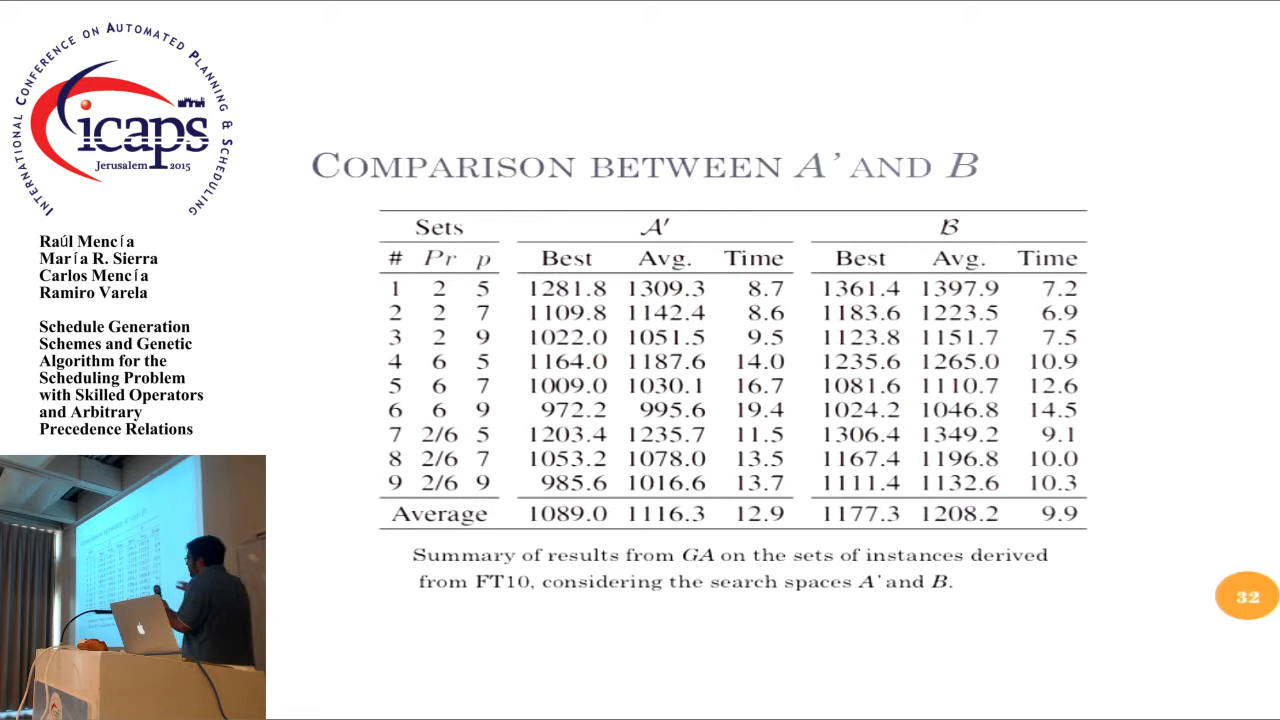 INTERNATIONAL CONFERENCE ON AUTOMATED PLANNING & SCHEDULING
icaps
Jerusalem 2015
Raúl Mencía
María R. Sierra
Carlos Mencía
Ramiro Varela
Schedule Generation
Schemes and Genetic
Algorithm for the
Scheduling Problem
with Skilled Operators
and Arbitrary
Precedence Relations
COMPARISON BETWEEN A' AND B
Sets A′ B
# Pr p Best Avg. Time Best Avg. Time
1 2 5 1281.8 1309.3 8.7 1361.4 1397.9 7.2
2 2 7 1109.8 1142.4 8.6 1183.6 1223.5 6.9
3 2 9 1022.0 1051.5 9.5 1123.8 1151.7 7.5
4 6 5 1164.0 1187.6 14.0 1235.6 1265.0 10.9
5 6 7 1009.0 1030.1 16.7 1081.6 1110.7 12.6
6 6 9 972.2 995.6 19.4 1024.2 1046.8 14.5
7 2/6 5 1203.4 1235.7 11.5 1306.4 1349.2 9.1
8 2/6 7 1053.2 1078.0 13.5 1167.4 1196.8 10.0
9 2/6 9 985.6 1016.6 13.7 1111.4 1132.6 10.3
Average 1089.0 1116.3 12.9 1177.3 1208.2 9.9
Summary of results from GA on the sets of instances derived
from FT10, considering the search spaces A' and B.
32